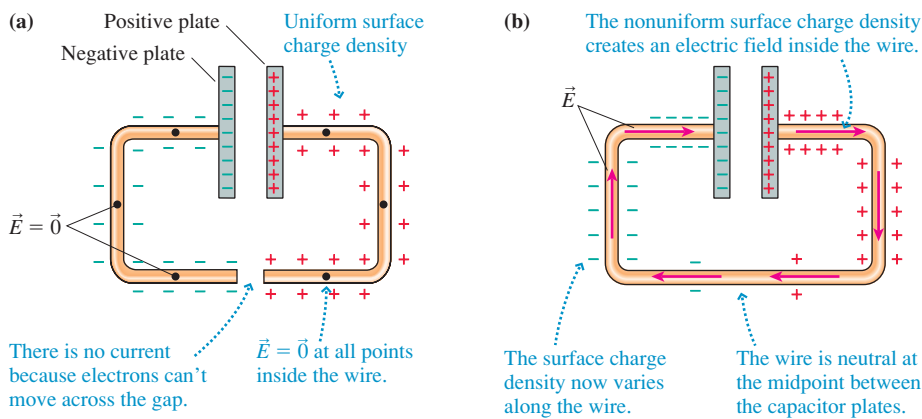 (a)
Positive plate
Negative plate
Uniform surface
charge density
E⃗ = 0⃗
There is no current
because electrons can't
move across the gap.
E⃗ = 0⃗ at all points
inside the wire.
(b)
The nonuniform surface charge density
creates an electric field inside the wire.
E⃗
The surface charge
density now varies
along the wire.
The wire is neutral at
the midpoint between
the capacitor plates.